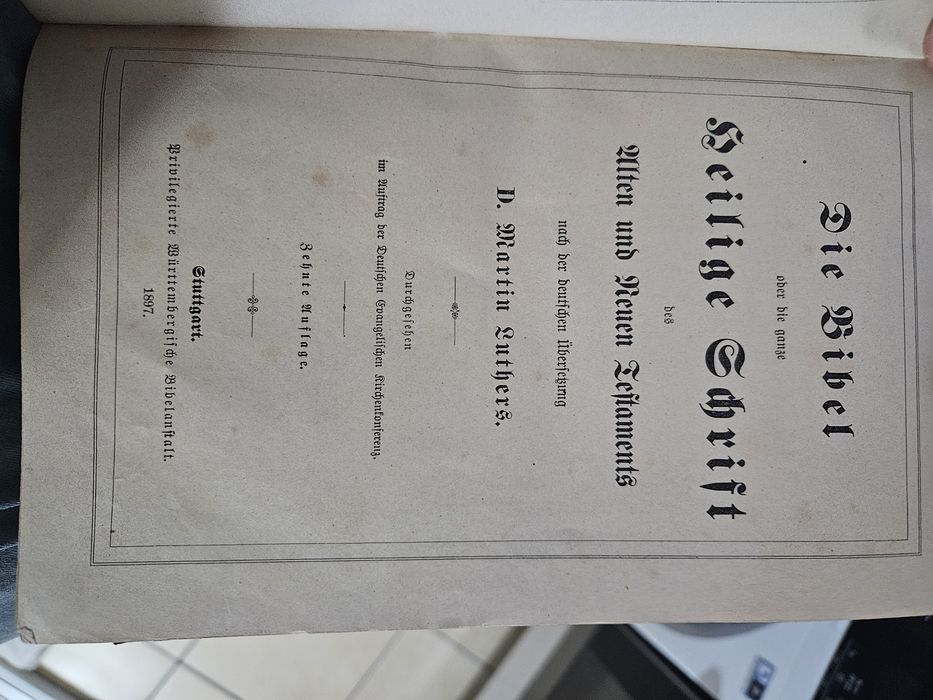 Die Bibel
oder die ganze
Heilige Schrift
des
Alten und Neuen Testaments
nach der deutschen Übersetzung
D. Martin Luthers.
Durchgesehen
im Auftrag der Deutschen Evangelischen Kirchenkonferenz.
Zehnte Auflage.
Stuttgart.
Privilegierte Württembergische Bibelanstalt.
1897.